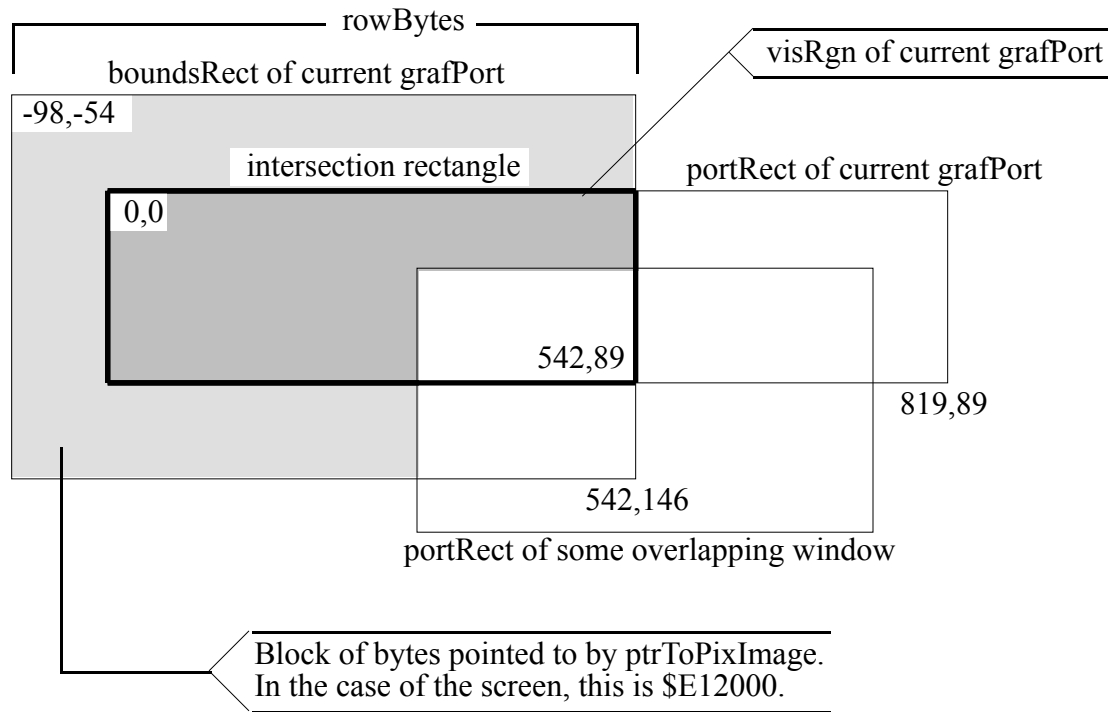 rowBytes
visRgn of current grafPort
boundsRect of current grafPort
-98,-54
intersection rectangle
portRect of current grafPort
0,0
542,89
819,89
542,146
portRect of some overlapping window
Block of bytes pointed to by ptrToPixImage.
In the case of the screen, this is $E12000.